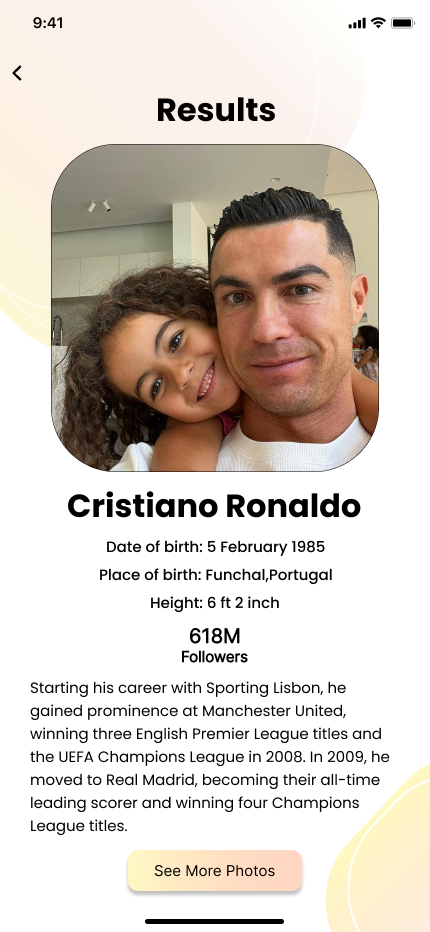 9:41
Results
Cristiano Ronaldo
Date of birth: 5 February 1985
Place of birth: Funchal,Portugal
Height: 6 ft 2 inch
618M
Followers
Starting his career with Sporting Lisbon, he
gained prominence at Manchester United,
winning three English Premier League titles and
the UEFA Champions League in 2008. In 2009, he
moved to Real Madrid, becoming their all-time
leading scorer and winning four Champions
League titles.
See More Photos